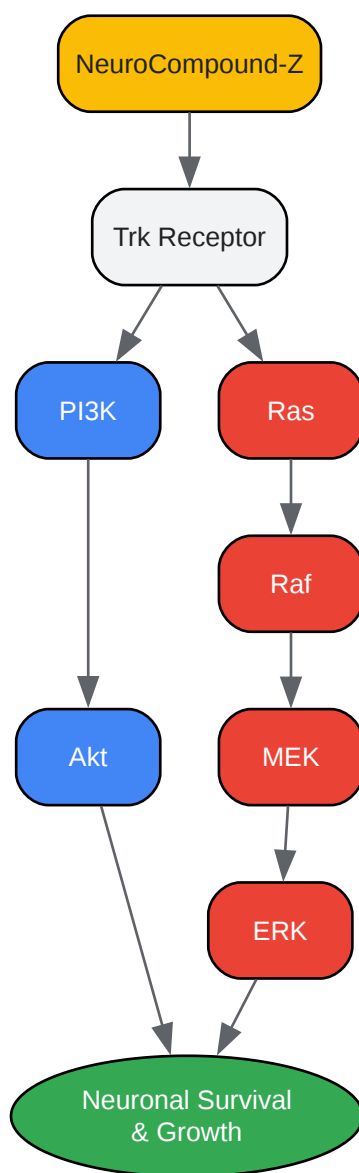 NeuroCompound-Z
Trk Receptor
PI3K
Ras
Raf
Akt
MEK
ERK
Neuronal Survival
& Growth